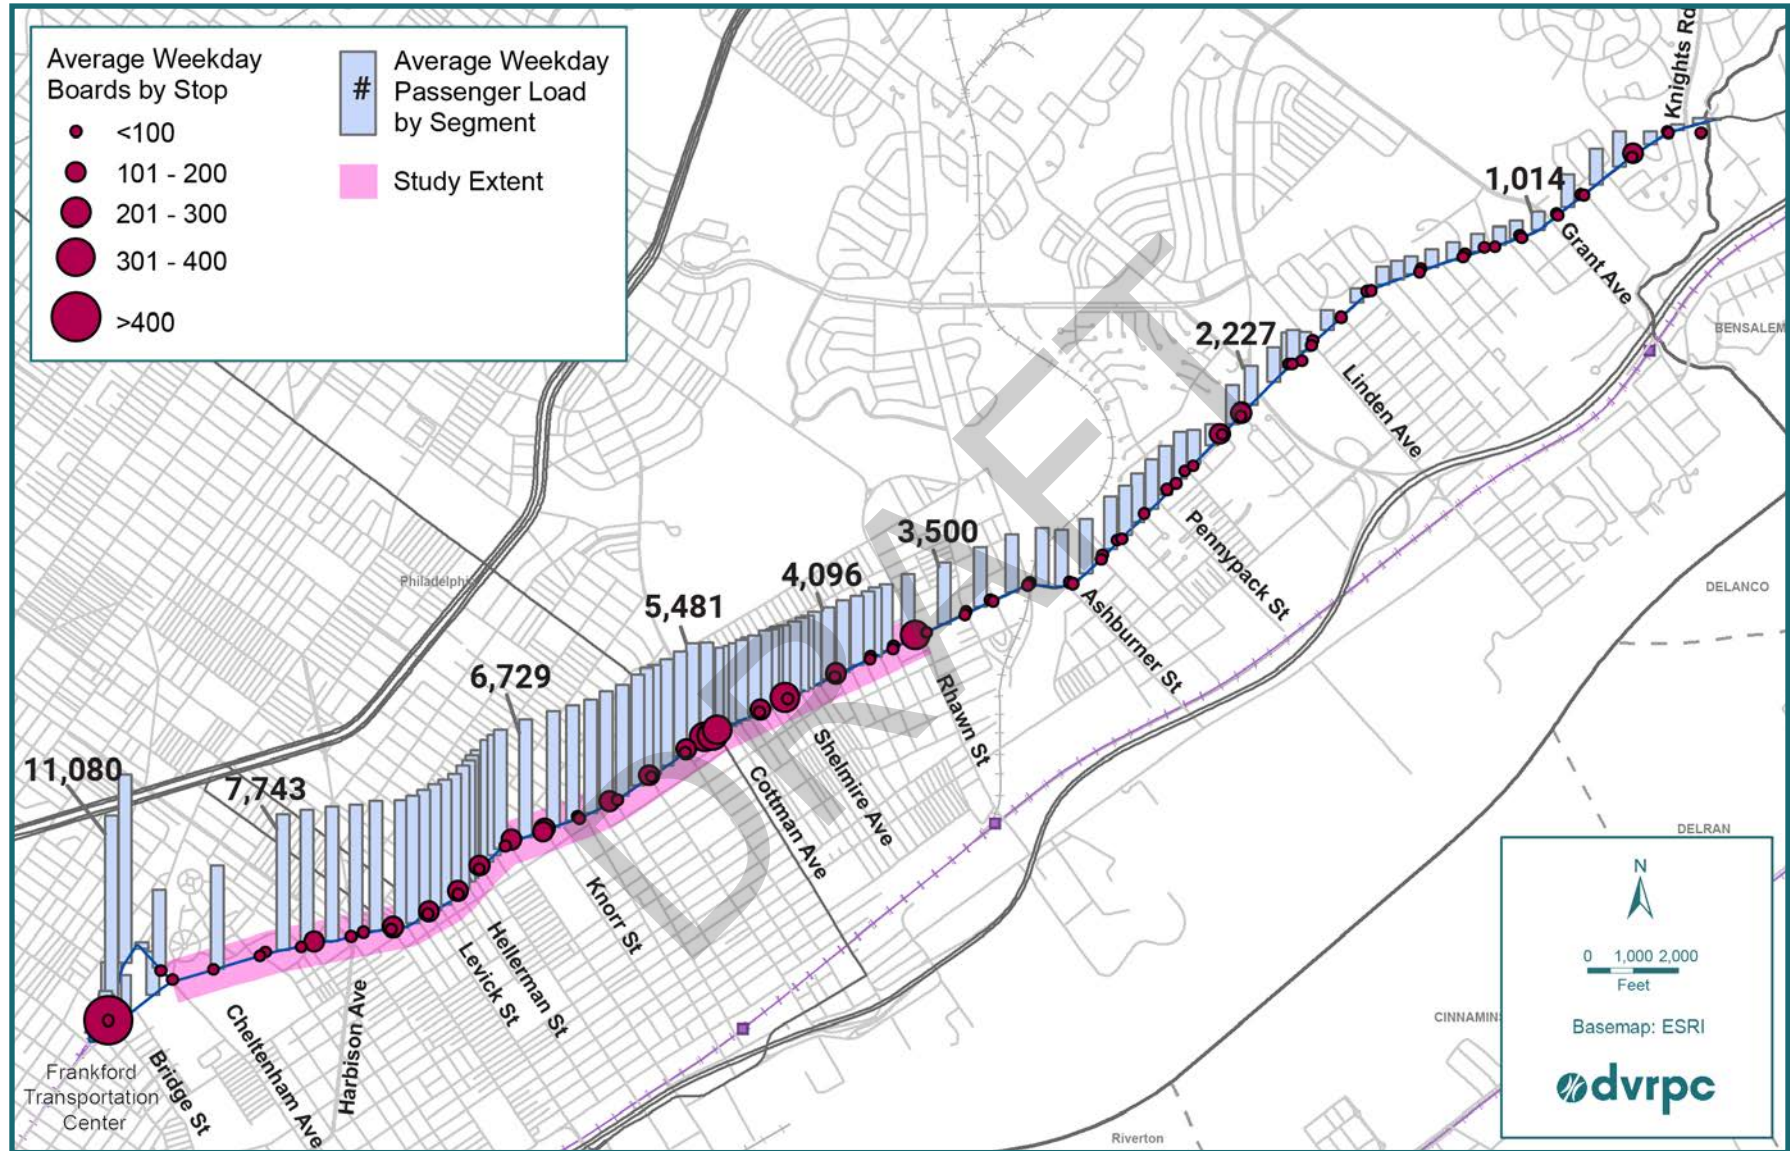 Average Weekday
Boards by Stop
<100
101 - 200
201 - 300
301 - 400
>400
#
Average Weekday
Passenger Load
by Segment
Study Extent
Knights Rd
1,014
Grant Ave
BENSALEM
2,227
Linden Ave
3,500
Pennypack St
4,096
Ashburner St
DELANCO
Philadelphia
5,481
Rhawn St
6,729
Shelmire Ave
Cottman Ave
DELRAN
11,080
7,743
Knorr St
Hellerman St
Levick St
Harbison Ave
Cheltenham Ave
Bridge St
Frankford
Transportation
Center
DRAFT
N
0 1,000 2,000
Feet
CINNAMINS
Basemap: ESRI
dvrpc
Riverton